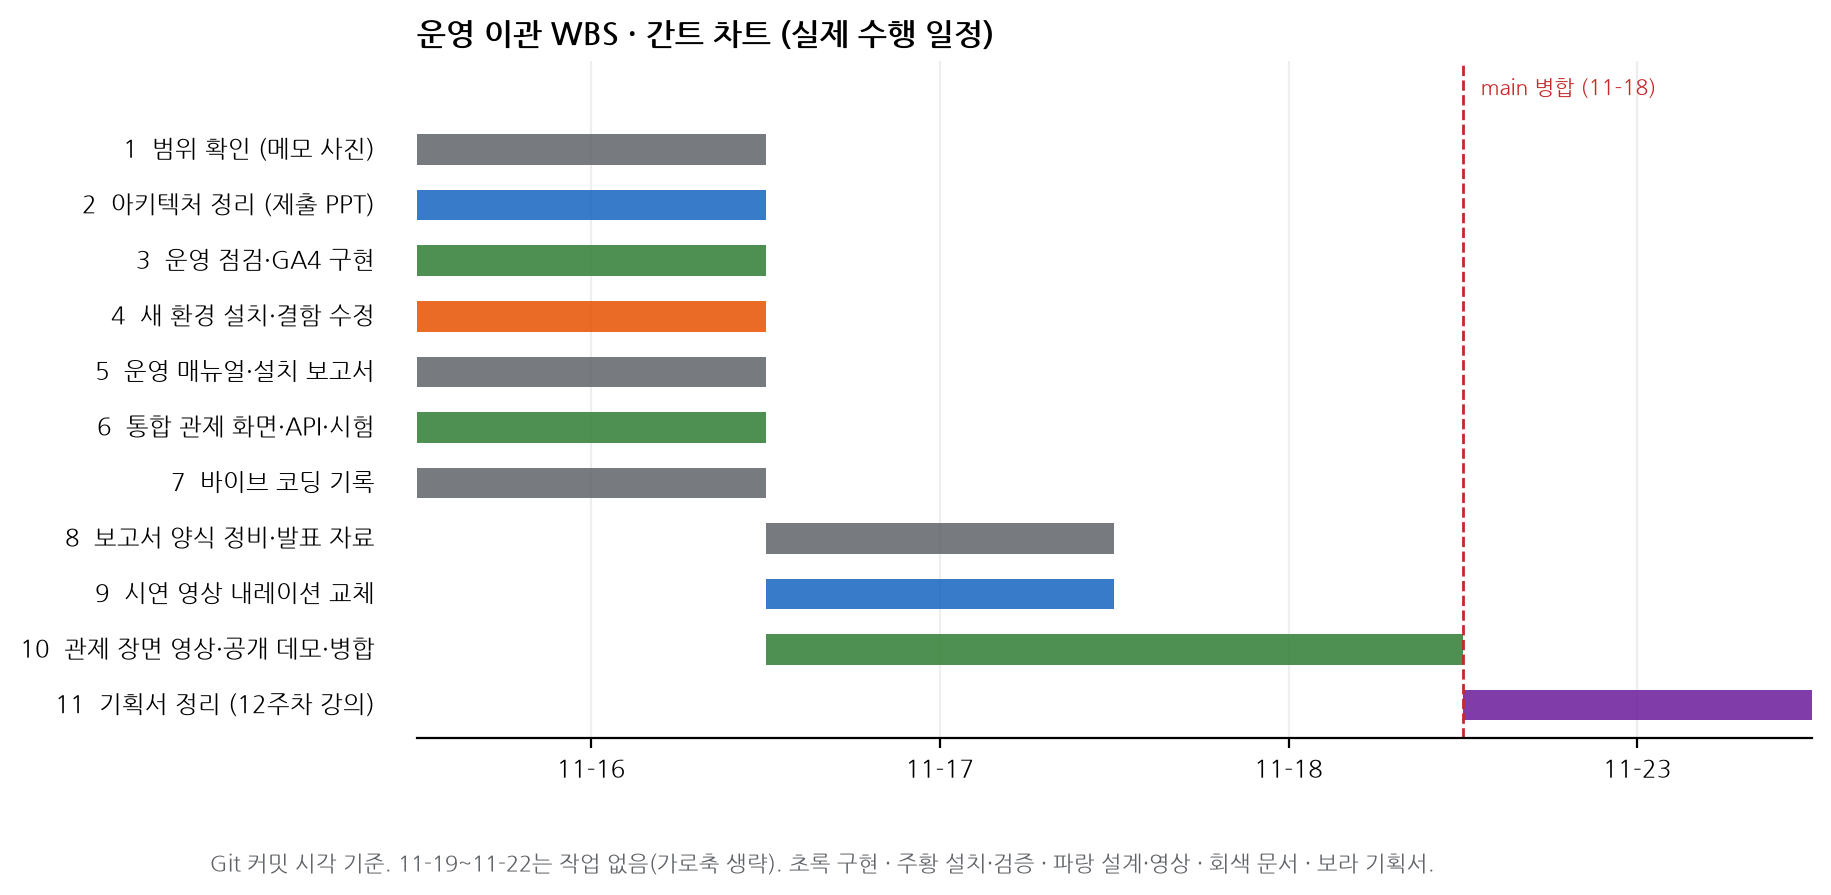 운영 이관 WBS · 간트 차트 (실제 수행 일정)
main 병합 (11-18)
1 범위 확인 (메모 사진)
2 아키텍처 정리 (제출 PPT)
3 운영 점검·GA4 구현
4 새 환경 설치·결함 수정
5 운영 매뉴얼·설치 보고서
6 통합 관제 화면·API·시험
7 바이브 코딩 기록
8 보고서 양식 정비·발표 자료
9 시연 영상 내레이션 교체
10 관제 장면 영상·공개 데모·병합
11 기획서 정리 (12주차 강의)
11-16 11-17 11-18 11-23
Git 커밋 시각 기준. 11-19~11-22는 작업 없음(가로축 생략). 초록 구현 · 주황 설치·검증 · 파랑 설계·영상 · 회색 문서 · 보라 기획서.